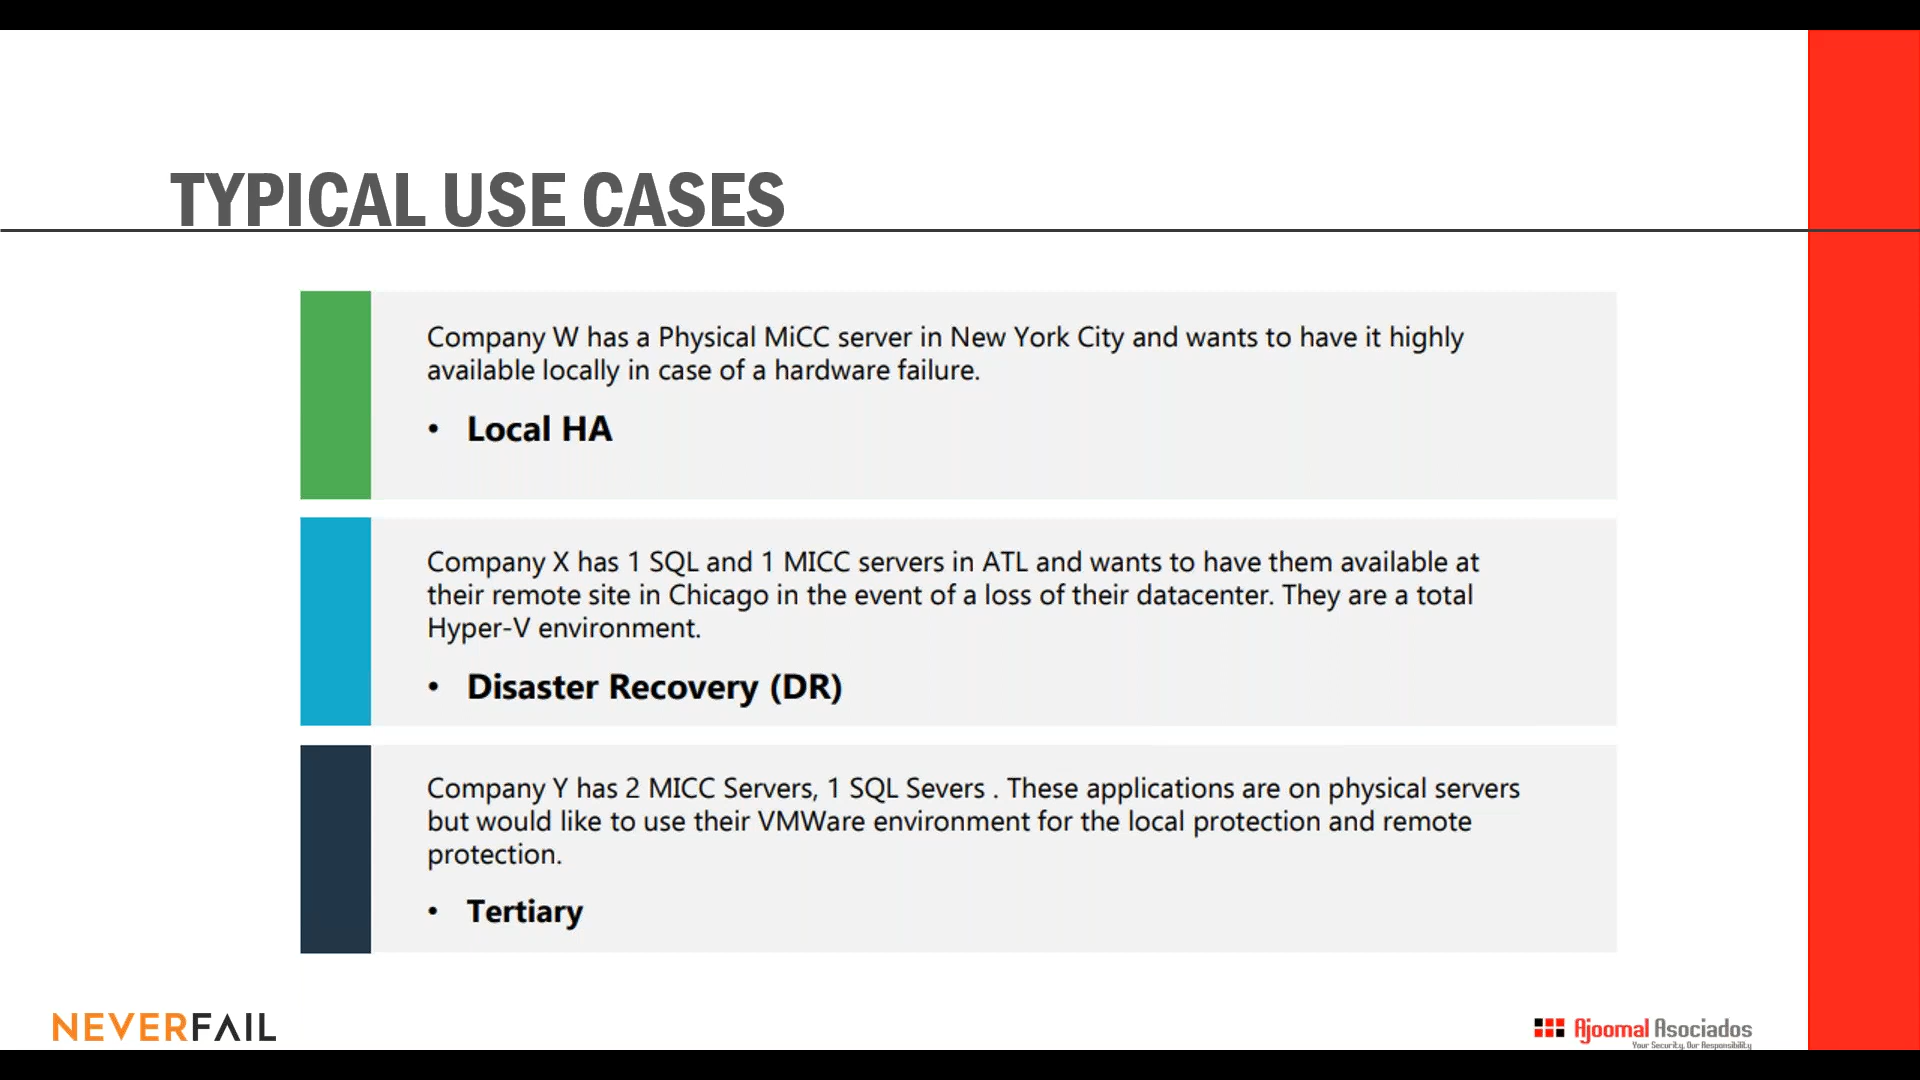 TYPICAL USE CASES
Company W has a Physical MiCC server in New York City and wants to have it highly
available locally in case of a hardware failure.
• Local HA
Company X has 1 SQL and 1 MICC servers in ATL and wants to have them available at
their remote site in Chicago in the event of a loss of their datacenter. They are a total
Hyper-V environment.
• Disaster Recovery (DR)
Company Y has 2 MICC Servers, 1 SQL Severs . These applications are on physical servers
but would like to use their VMWare environment for the local protection and remote
protection.
• Tertiary
NEVERFAIL
Ajoomal Asociados
Your Security, Our Responsibility